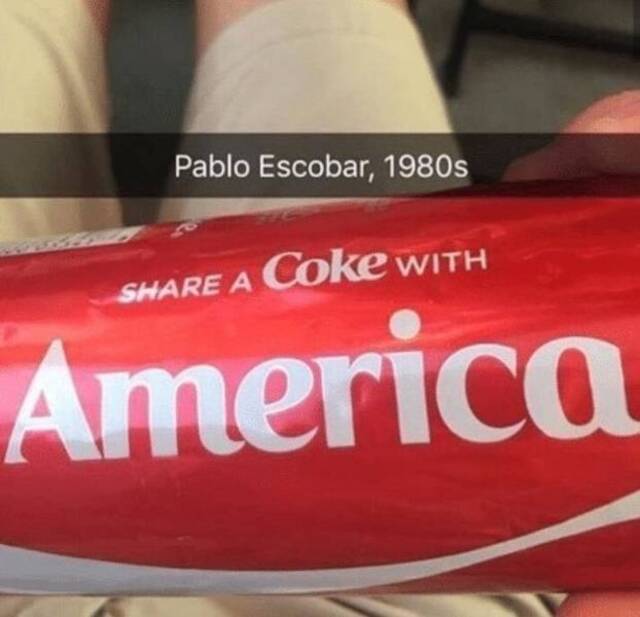 Pablo Escobar, 1980s
SHARE A Coke WITH
America